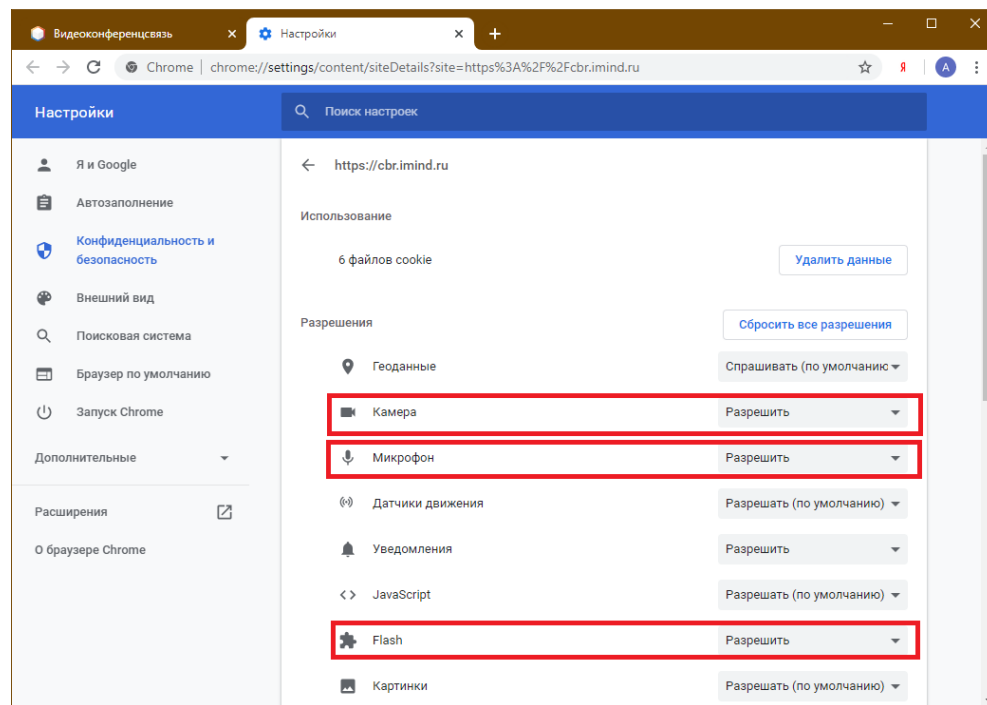 Видеоконференцсвязь
Настройки
Chrome | chrome://settings/content/siteDetails?site=https%3A%2F%2Fcbr.imind.ru
Я
A
Настройки
Поиск настроек
Я и Google
Автозаполнение
Конфиденциальность и
безопасность
Внешний вид
Поисковая система
Браузер по умолчанию
Запуск Chrome
Дополнительные
Расширения
О браузере Chrome
https://cbr.imind.ru
Использование
6 файлов cookie
Удалить данные
Разрешения
Сбросить все разрешения
Геоданные
Спрашивать (по умолчанию
Камера
Разрешить
Микрофон
Разрешить
Датчики движения
Разрешать (по умолчанию)
Уведомления
Разрешить
JavaScript
Разрешать (по умолчанию)
Flash
Разрешить
Картинки
Разрешать (по умолчанию)